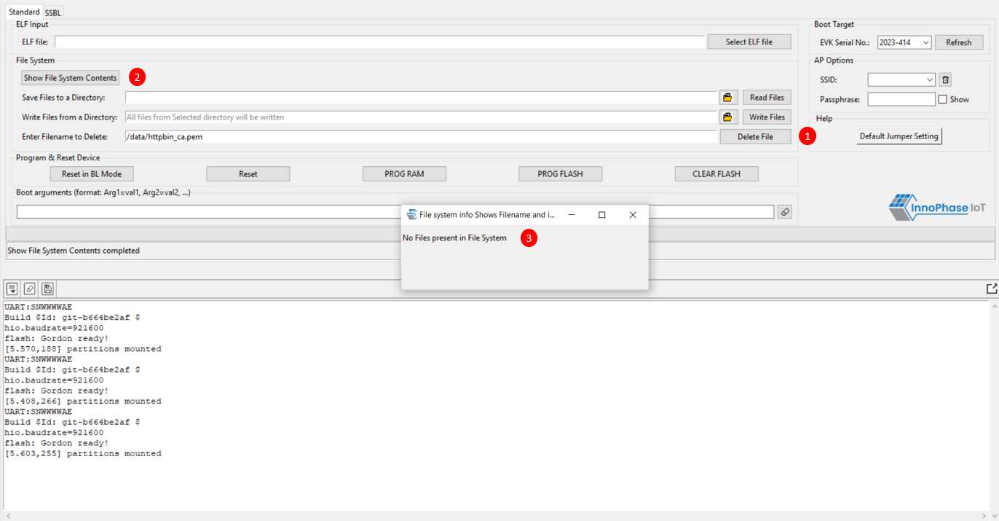 Standard SSBL
ELF Input
ELF file:
Select ELF file
File System
Show File System Contents
2
Save Files to a Directory:
Read Files
Write Files from a Directory:
All files from Selected directory will be written
Write Files
Enter Filename to Delete:
/data/httpbin_ca.pem
Delete File
1
Boot Target
EVK Serial No.:
2023-414
Refresh
AP Options
SSID:
Passphrase:
Show
Help
Default Jumper Setting
Program & Reset Device
Reset in BL Mode
Reset
PROG RAM
PROG FLASH
CLEAR FLASH
Boot arguments (format: Arg1=val1, Arg2=val2, ...)
InnoPhase IoT
File system info Shows Filename and i...
No Files present in File System
3
Show File System Contents completed
UART:SNWWWWAE
Build $Id: git-b664be2af $
hio.baudrate=921600
flash: Gordon ready!
[5.570,188] partitions mounted
UART:SNWWWWAE
Build $Id: git-b664be2af $
hio.baudrate=921600
flash: Gordon ready!
[5.408,266] partitions mounted
UART:SNWWWWAE
Build $Id: git-b664be2af $
hio.baudrate=921600
flash: Gordon ready!
[5.603,255] partitions mounted